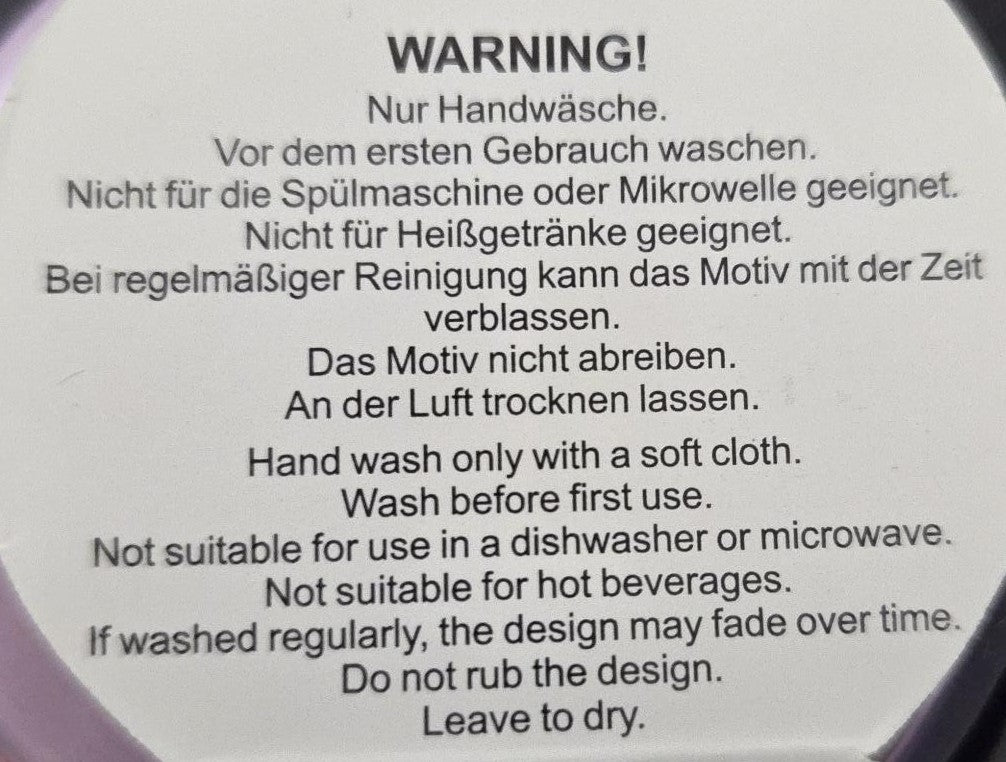 WARNING!
Nur Handwäsche.
Vor dem ersten Gebrauch waschen.
Nicht für die Spülmaschine oder Mikrowelle geeignet.
Nicht für Heißgetränke geeignet.
Bei regelmäßiger Reinigung kann das Motiv mit der Zeit
verblassen.
Das Motiv nicht abreiben.
An der Luft trocknen lassen.
Hand wash only with a soft cloth.
Wash before first use.
Not suitable for use in a dishwasher or microwave.
Not suitable for hot beverages.
If washed regularly, the design may fade over time.
Do not rub the design.
Leave to dry.